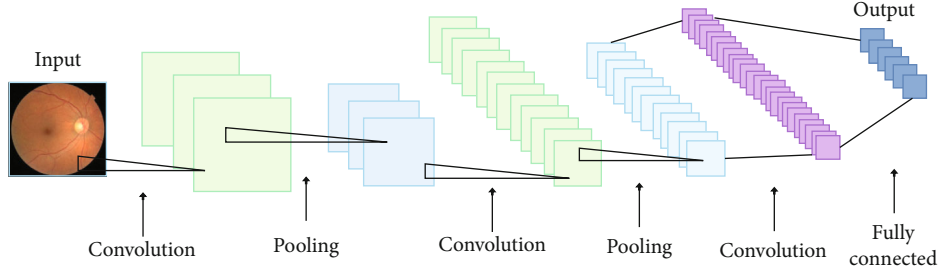 Input
Output
Convolution
Pooling
Convolution
Pooling
Convolution
Fully
connected